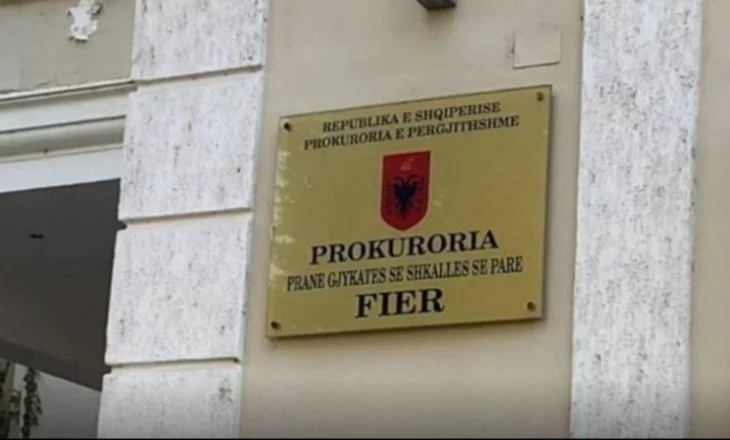 REPUBLIKA E SHQIPERISE
PROKURORIA E PERGJITHSHME
PROKURORIA
PRANE GJYKATES SE SHKALLES SE PARE
FIER